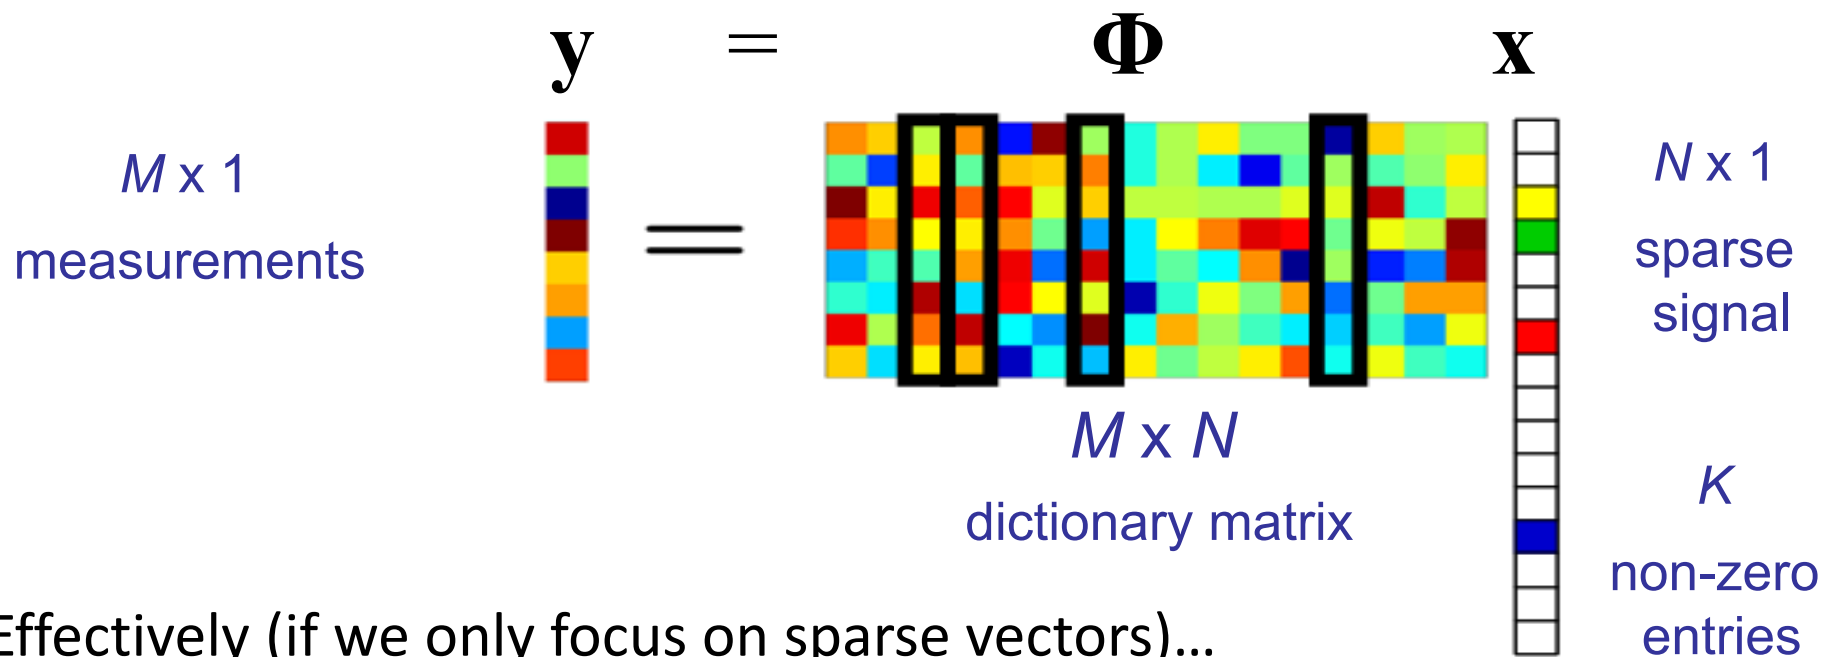 y = Φ x
M x 1
measurements
=
M x N
dictionary matrix
N x 1
sparse
signal
K
non-zero
entries
Effectively (if we only focus on sparse vectors)...